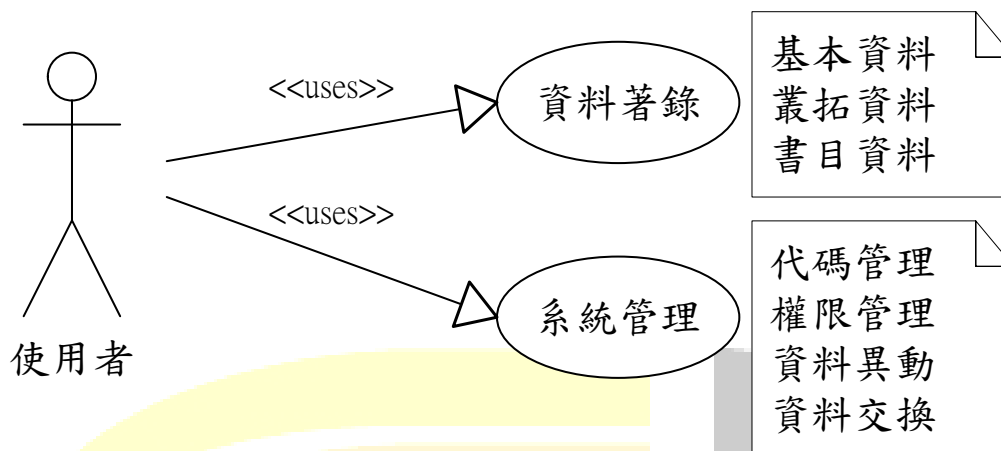 <<uses>>
資料著錄
基本資料
叢拓資料
書目資料
<<uses>>
系統管理
代碼管理
權限管理
資料異動
資料交換
使用者